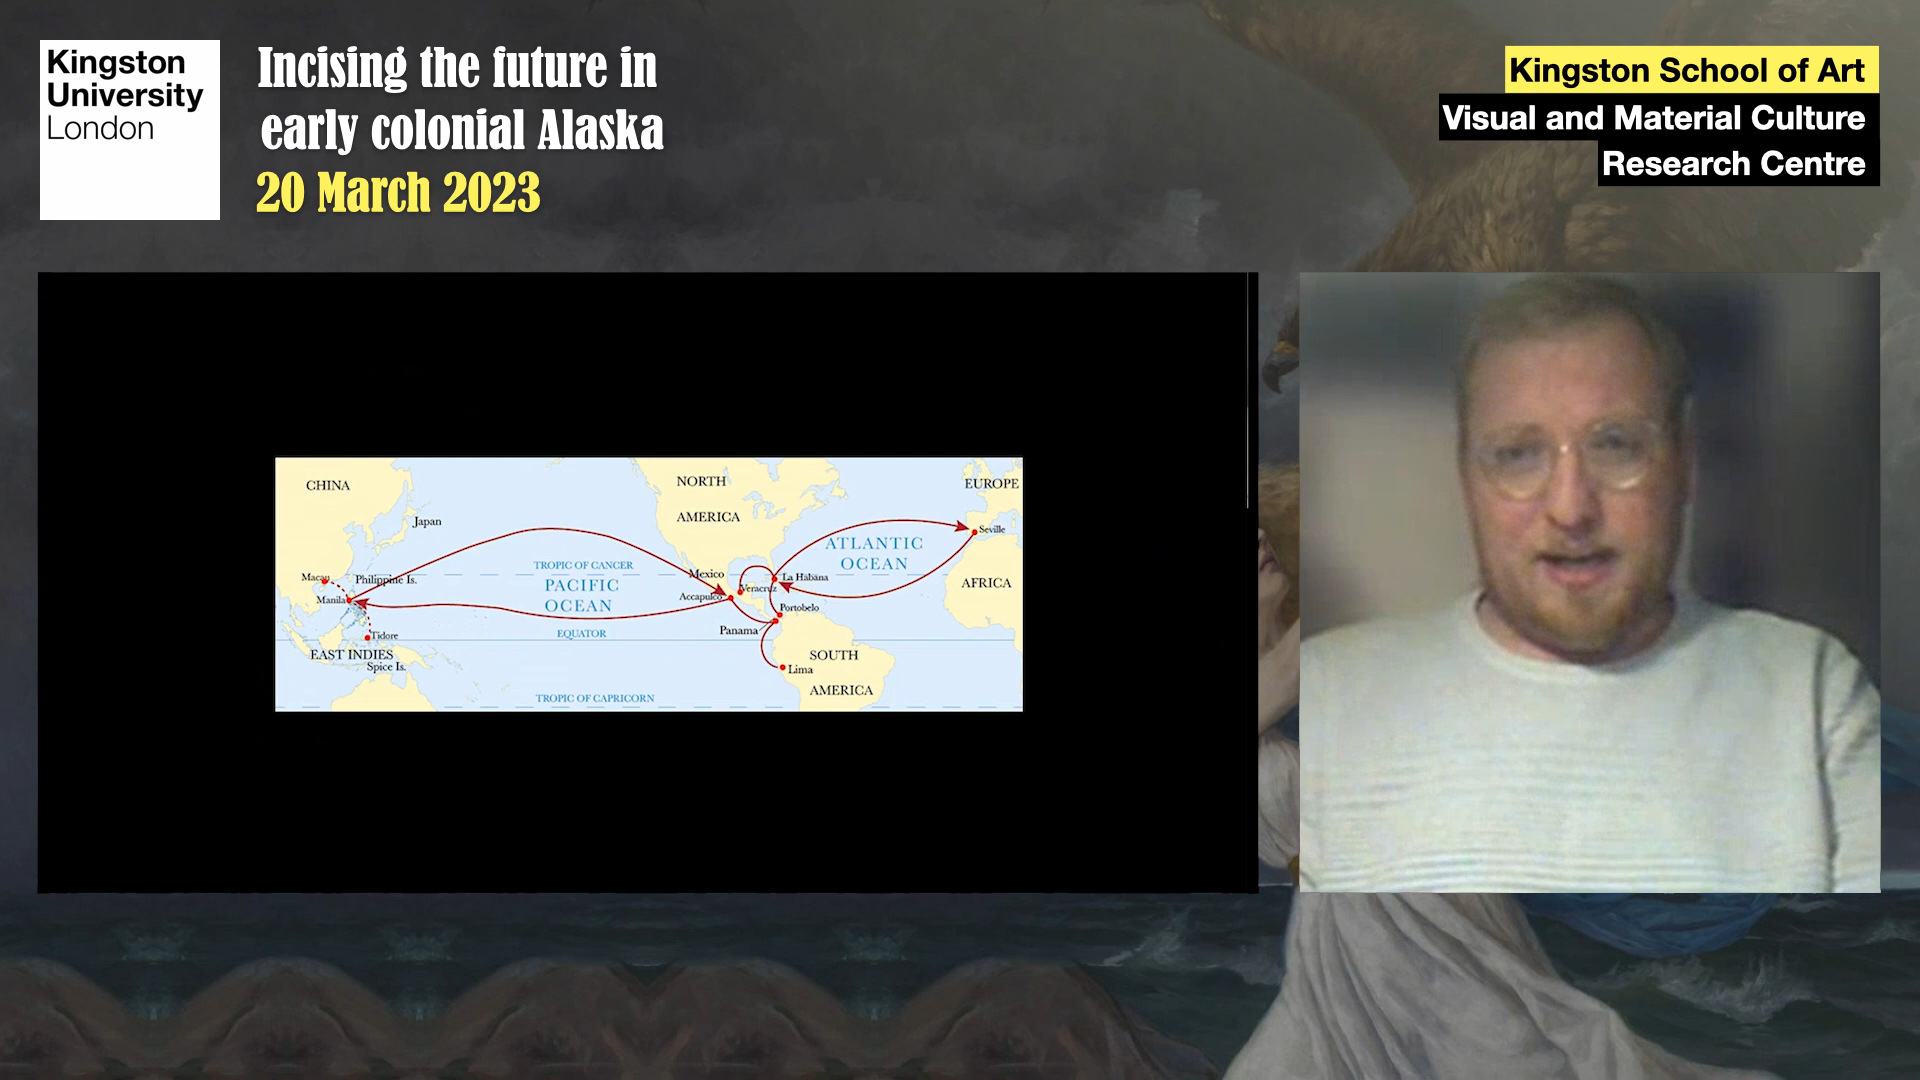 Kingston
University
London
Incising the future in
early colonial Alaska
20 March 2023
Kingston School of Art
Visual and Material Culture
Research Centre
CHINA
Japan
Macau
Philippine Is.
Manila
Tidore
EAST INDIES
Spice Is.
TROPIC OF CANCER
PACIFIC
OCEAN
EQUATOR
TROPIC OF CAPRICORN
NORTH
AMERICA
Mexico
Accapulco
Veracruz
La Habana
Portobelo
Panama
Lima
SOUTH
AMERICA
ATLANTIC
OCEAN
EUROPE
Seville
AFRICA